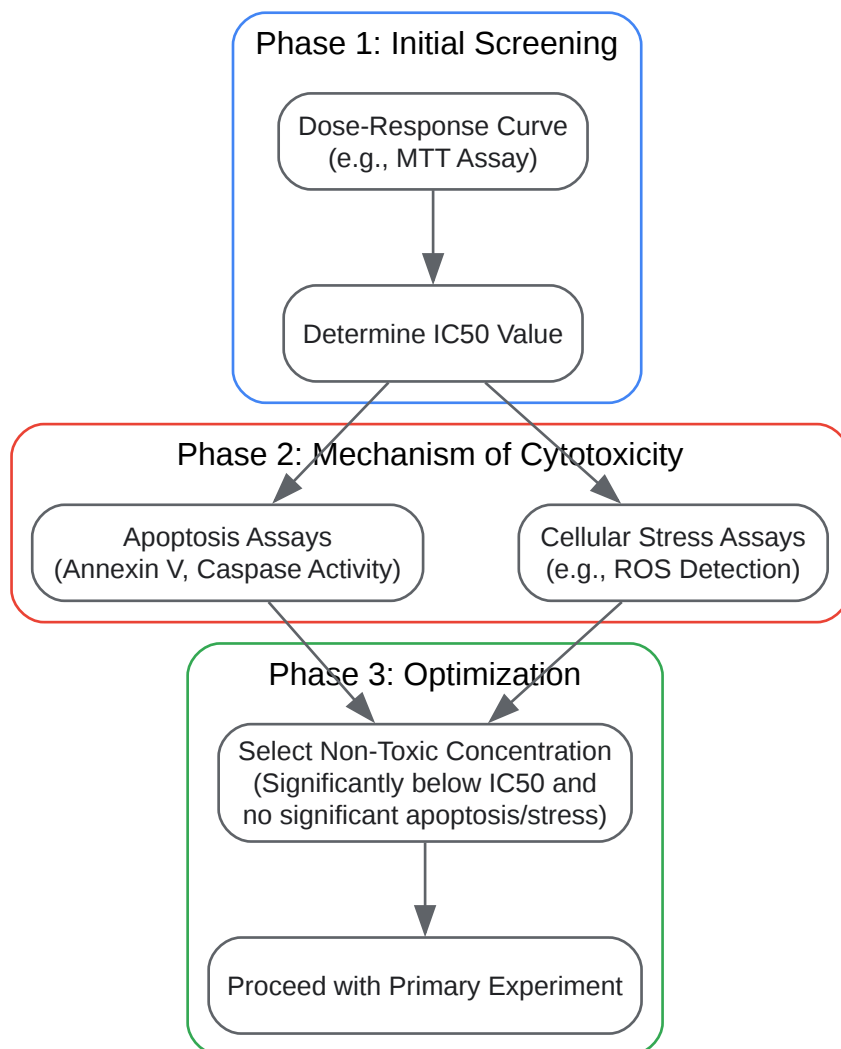 Phase 1: Initial Screening
Dose-Response Curve
(e.g., MTT Assay)
Determine IC50 Value
Phase 2: Mechanism of Cytotoxicity
Apoptosis Assays
(Annexin V, Caspase Activity)
Cellular Stress Assays
(e.g., ROS Detection)
Phase 3: Optimization
Select Non-Toxic Concentration
(Significantly below IC50 and
no significant apoptosis/stress)
Proceed with Primary Experiment